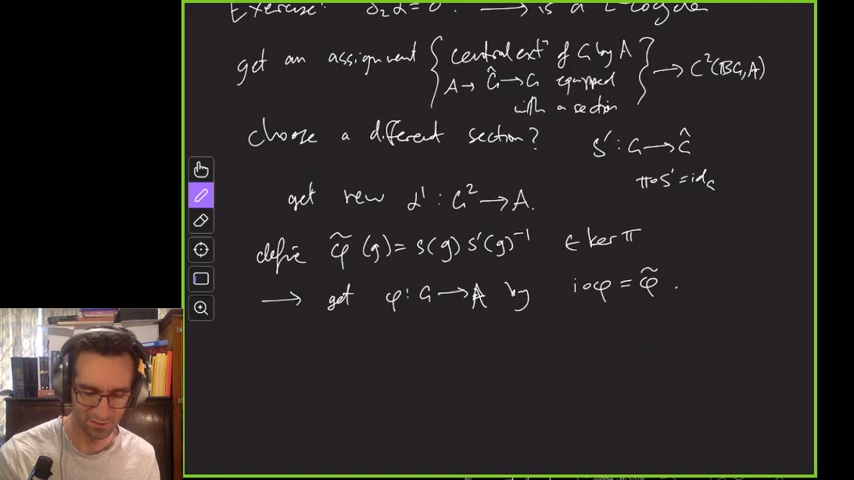 Exercise: δ₂α=0. ⟶ is a 2-cocycle
get an assignment { central ext^n of G by A } → C²(BG,A)
A → Ĝ → G equipped
with a section
choose a different section? s' : G → Ĝ
π∘s' = id_G
get new α' : G² → A.
define φ̃(g) = s(g) s'(g)⁻¹ ∈ ker π
⟶ get φ : G → A by i∘φ = φ̃ .